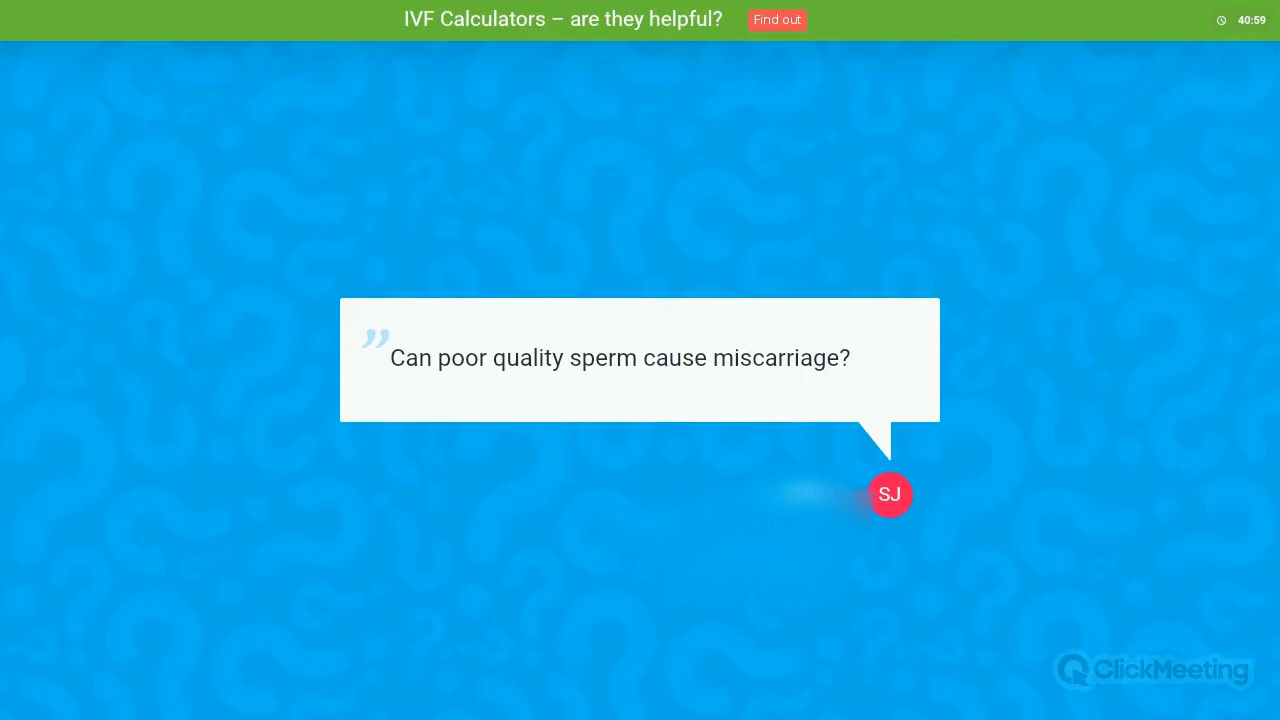 IVF Calculators – are they helpful?
Find out
40:59
” Can poor quality sperm cause miscarriage?
SJ
ClickMeeting